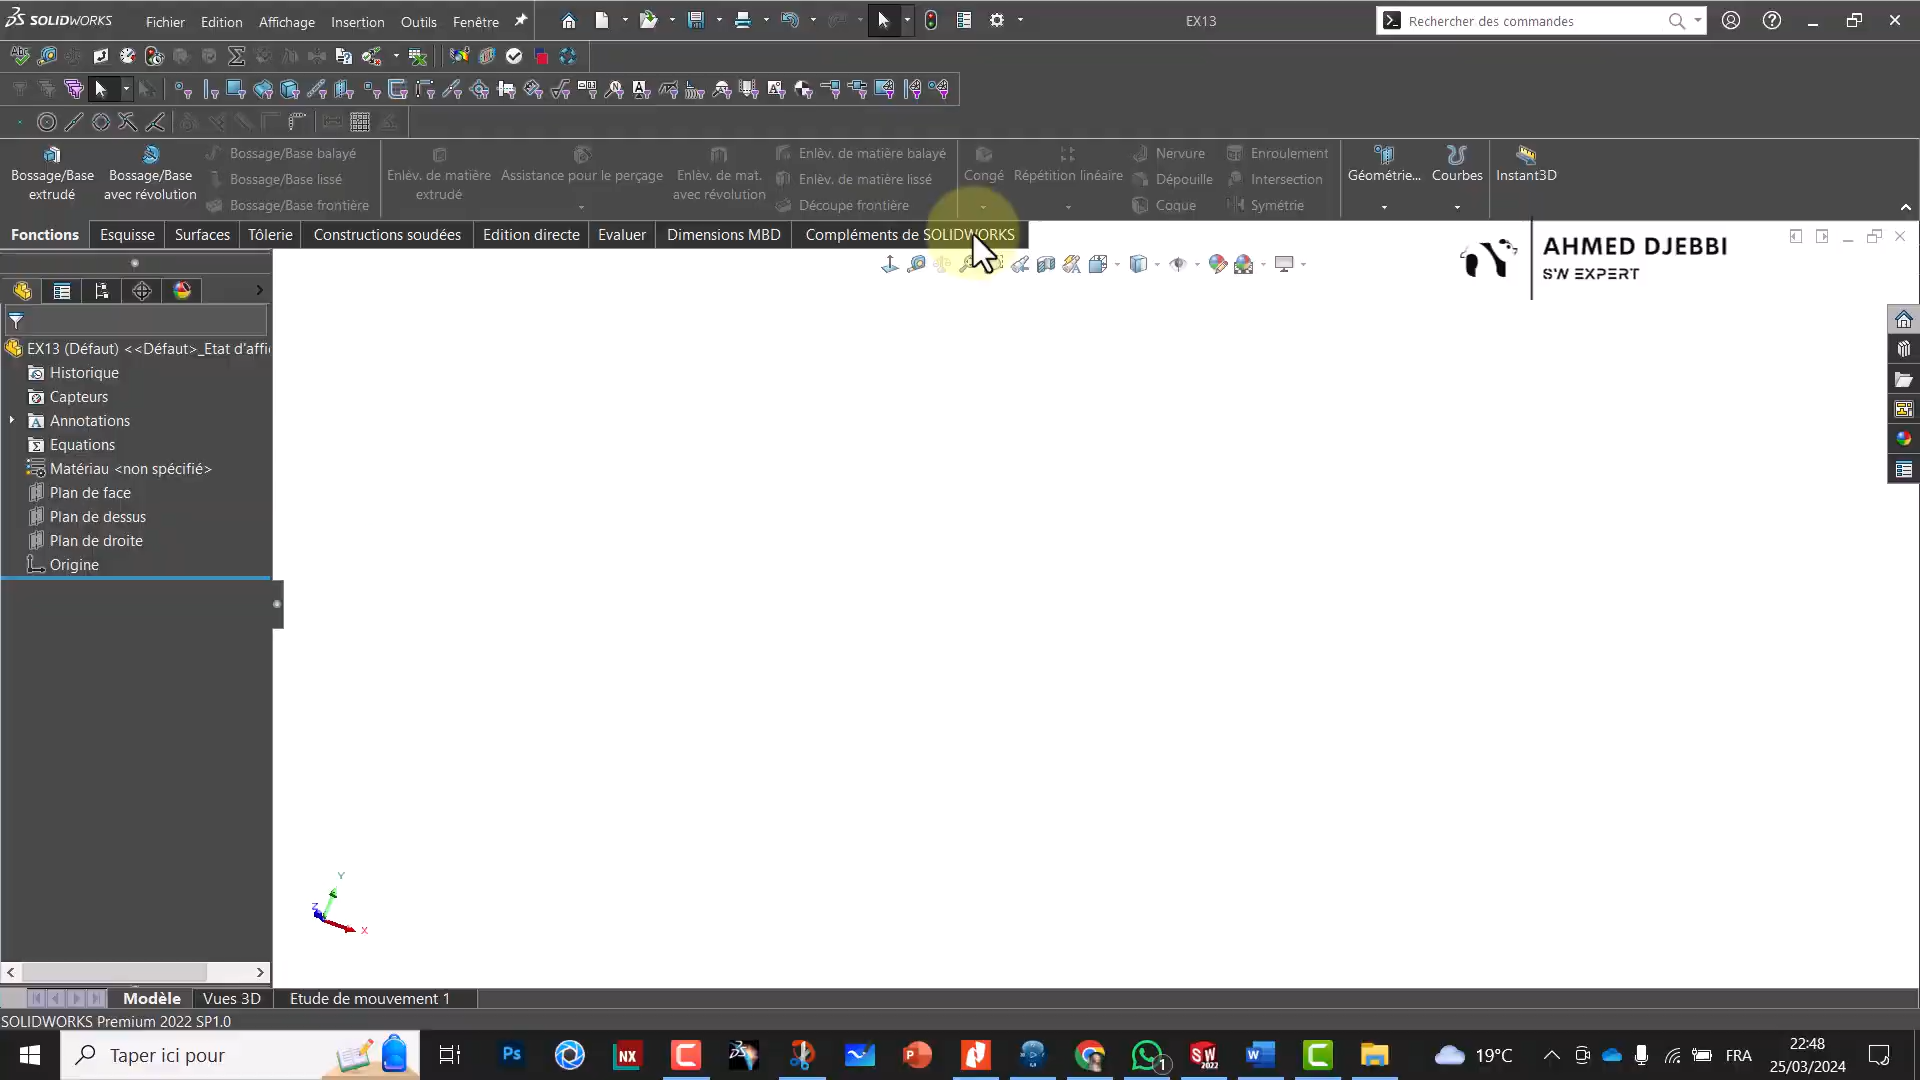 SOLIDWORKS Fichier Edition Affichage Insertion Outils Fenêtre EX13 Rechercher des commandes
Bossage/Base extrudé
Bossage/Base avec révolution
Bossage/Base balayé
Bossage/Base lissé
Bossage/Base frontière
Enlèv. de matière extrudé
Assistance pour le perçage
Enlèv. de mat. avec révolution
Enlèv. de matière balayé
Enlèv. de matière lissé
Découpe frontière
Congé
Répétition linéaire
Nervure
Dépouille
Coque
Enroulement
Intersection
Symétrie
Géométrie...
Courbes
Instant3D
Fonctions Esquisse Surfaces Tôlerie Constructions soudées Edition directe Evaluer Dimensions MBD Compléments de SOLIDWORKS
AHMED DJEBBI
SW EXPERT
EX13 (Défaut) <<Défaut>_Etat d'affi
Historique
Capteurs
Annotations
Equations
Matériau <non spécifié>
Plan de face
Plan de dessus
Plan de droite
Origine
Y
Z
X
Modèle Vues 3D Etude de mouvement 1
SOLIDWORKS Premium 2022 SP1.0
Taper ici pour
Ps
NX
SW
2022
1
19°C
FRA
22:48
25/03/2024